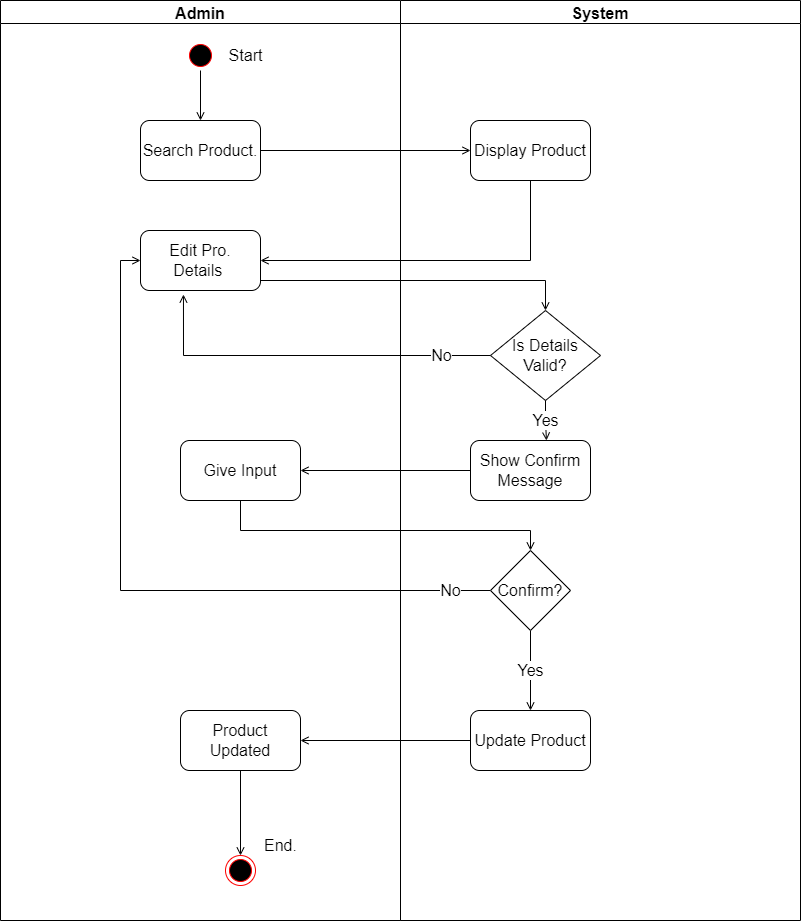 Admin
System
Start
Search Product.
Display Product
Edit Pro.
Details
Is Details
Valid?
No
Yes
Give Input
Show Confirm
Message
No
Confirm?
Yes
Product
Updated
Update Product
End.